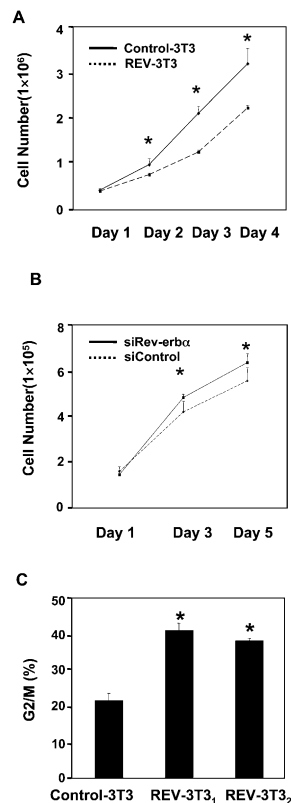 A
Cell Number(1×10⁶)
4
3
2
1
0
Control-3T3
REV-3T3
*
*
*
Day 1 Day 2 Day 3 Day 4
B
Cell Number(1×10⁵)
8
6
4
2
0
siRev-erbα
siControl
*
*
Day 1 Day 3 Day 5
C
G2/M (%)
50
40
30
20
10
0
*
*
Control-3T3 REV-3T3₁ REV-3T3₂